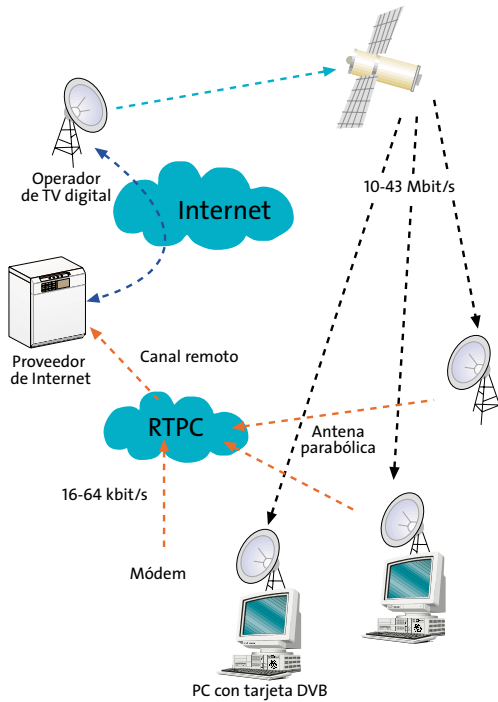 Operador
de TV digital
Internet
10-43 Mbit/s
Proveedor
de Internet
Canal remoto
RTPC
Antena
parabólica
16-64 kbit/s
Módem
PC con tarjeta DVB